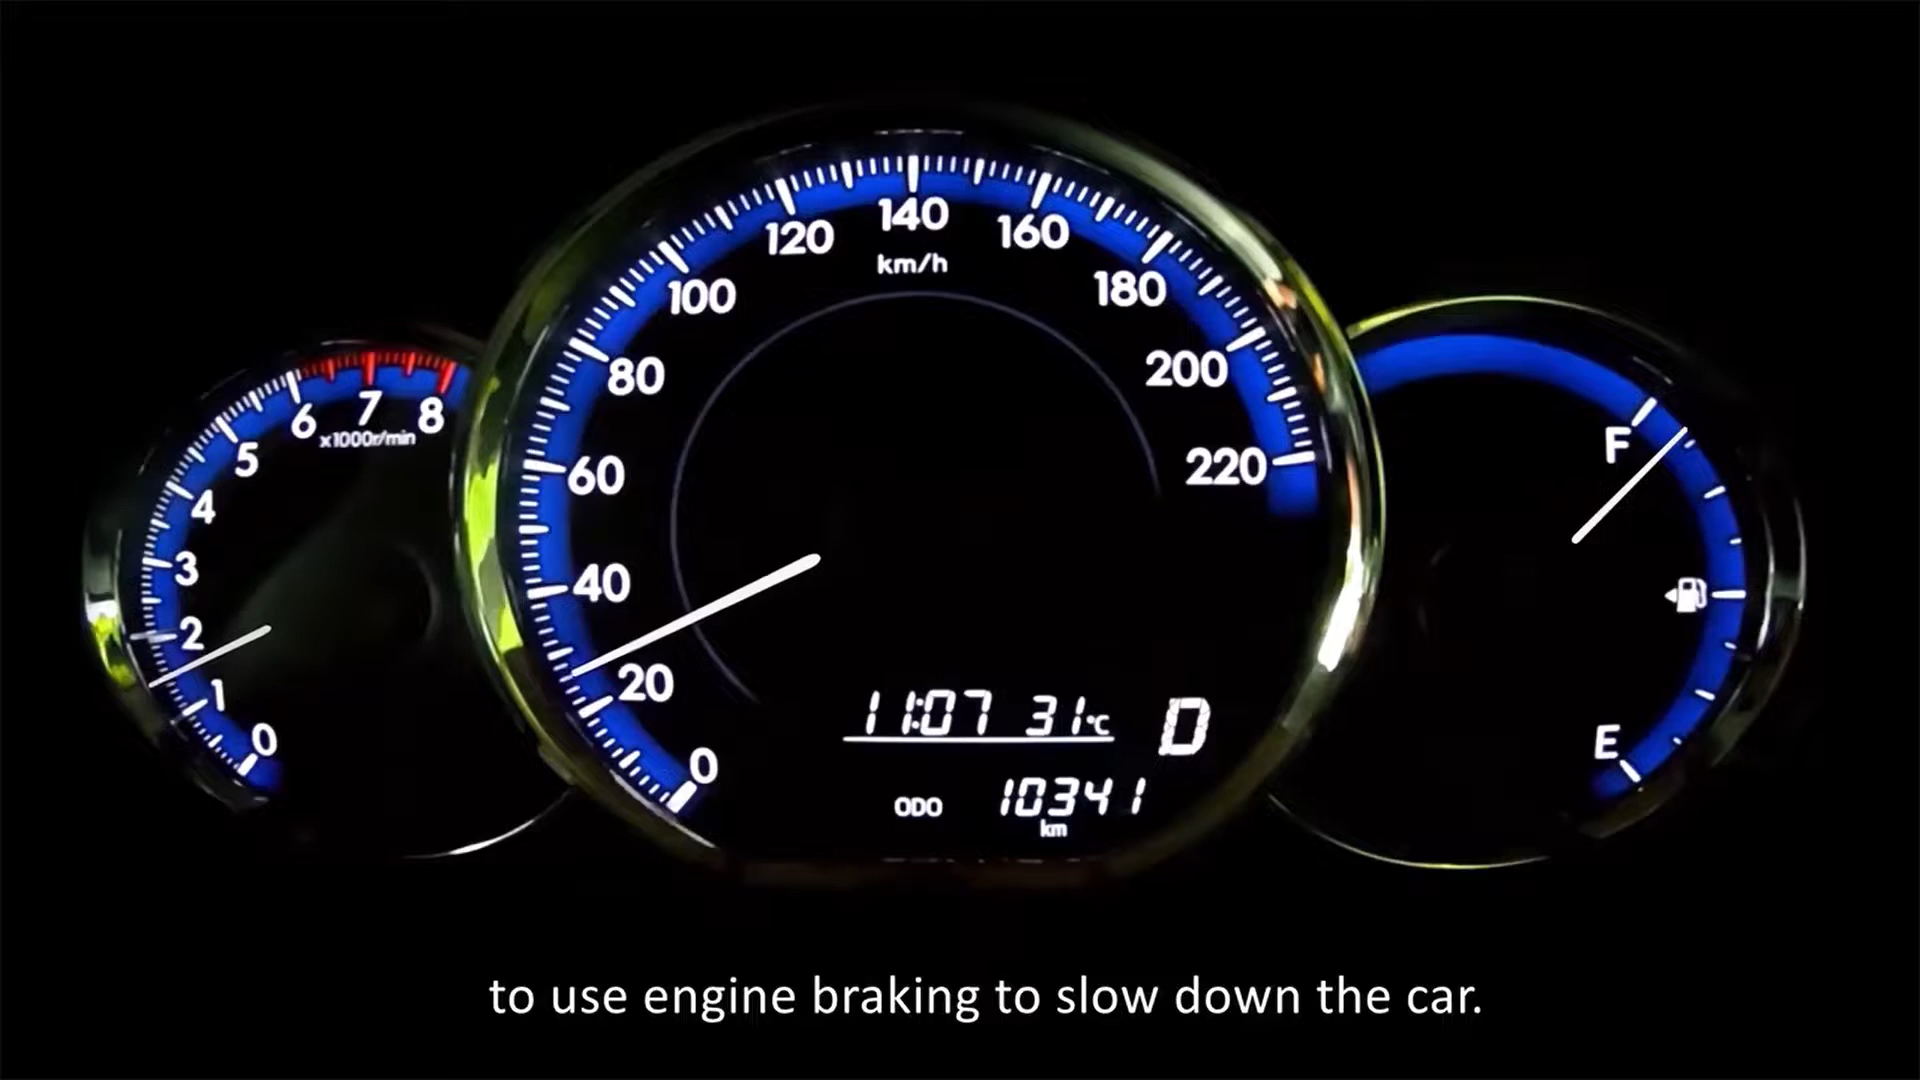 0
1
2
3
4
5
6
7
8
x1000r/min
0
20
40
60
80
100
120
140
160
180
200
220
km/h
11:07 31°C D
ODO 10341
km
F
E
to use engine braking to slow down the car.